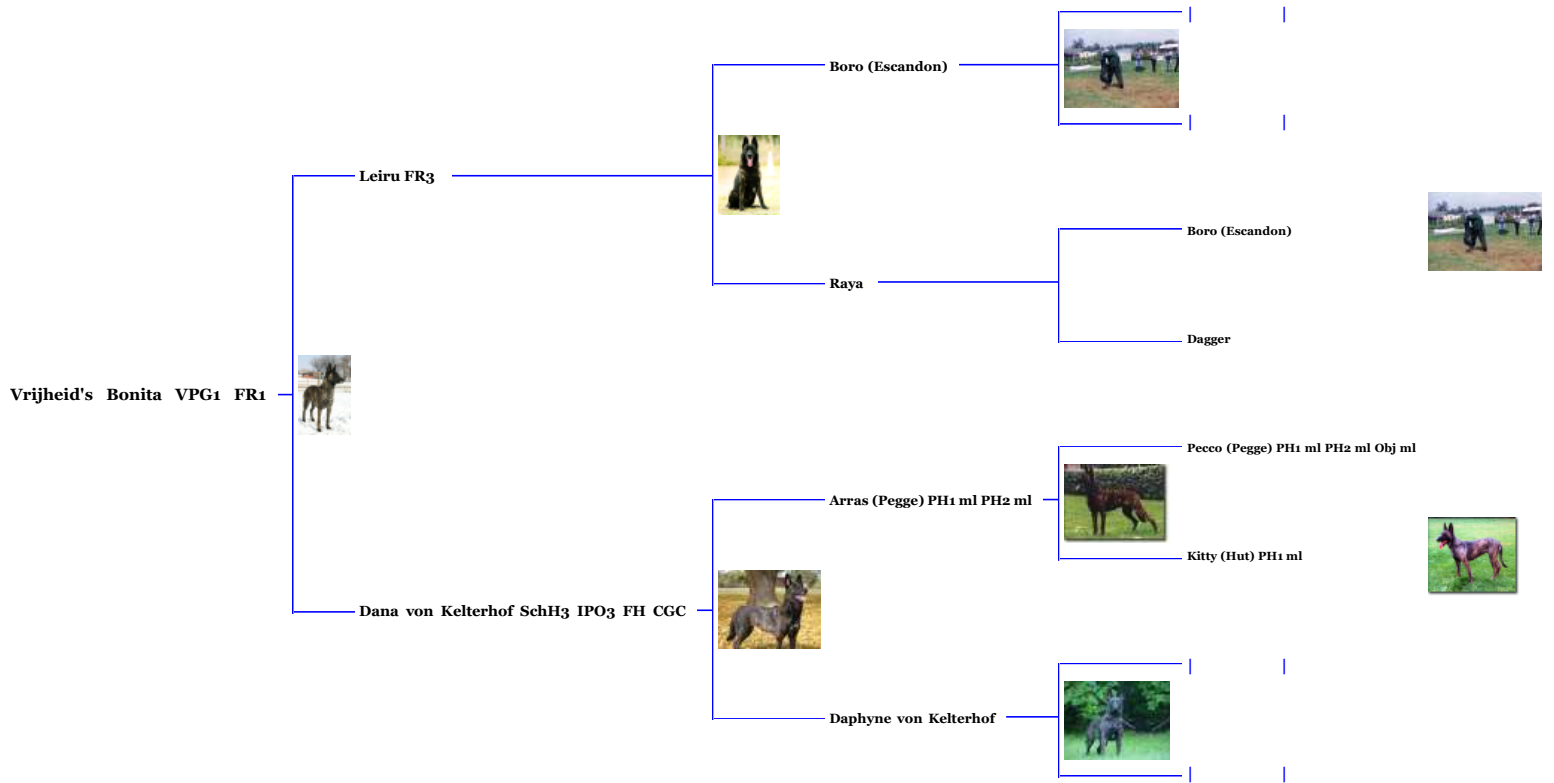 Boro (Escandon)
Leiru FR3
Boro (Escandon)
Raya
Dagger
Vrijheid's Bonita VPG1 FR1
Pecco (Pegge) PH1 ml PH2 ml Obj ml
Arras (Pegge) PH1 ml PH2 ml
Kitty (Hut) PH1 ml
Dana von Kelterhof SchH3 IPO3 FH CGC
Daphyne von Kelterhof